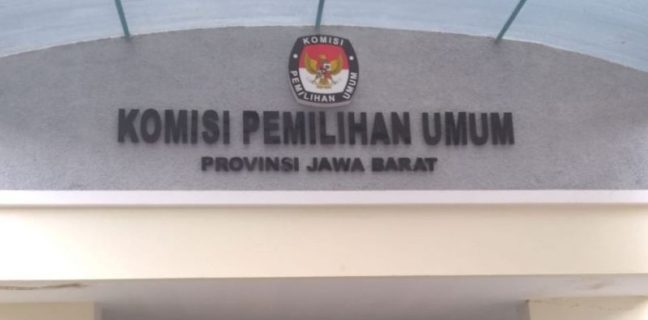 KOMISI
PEMILIHAN UMUM
KOMISI PEMILIHAN UMUM
PROVINSI JAWA BARAT